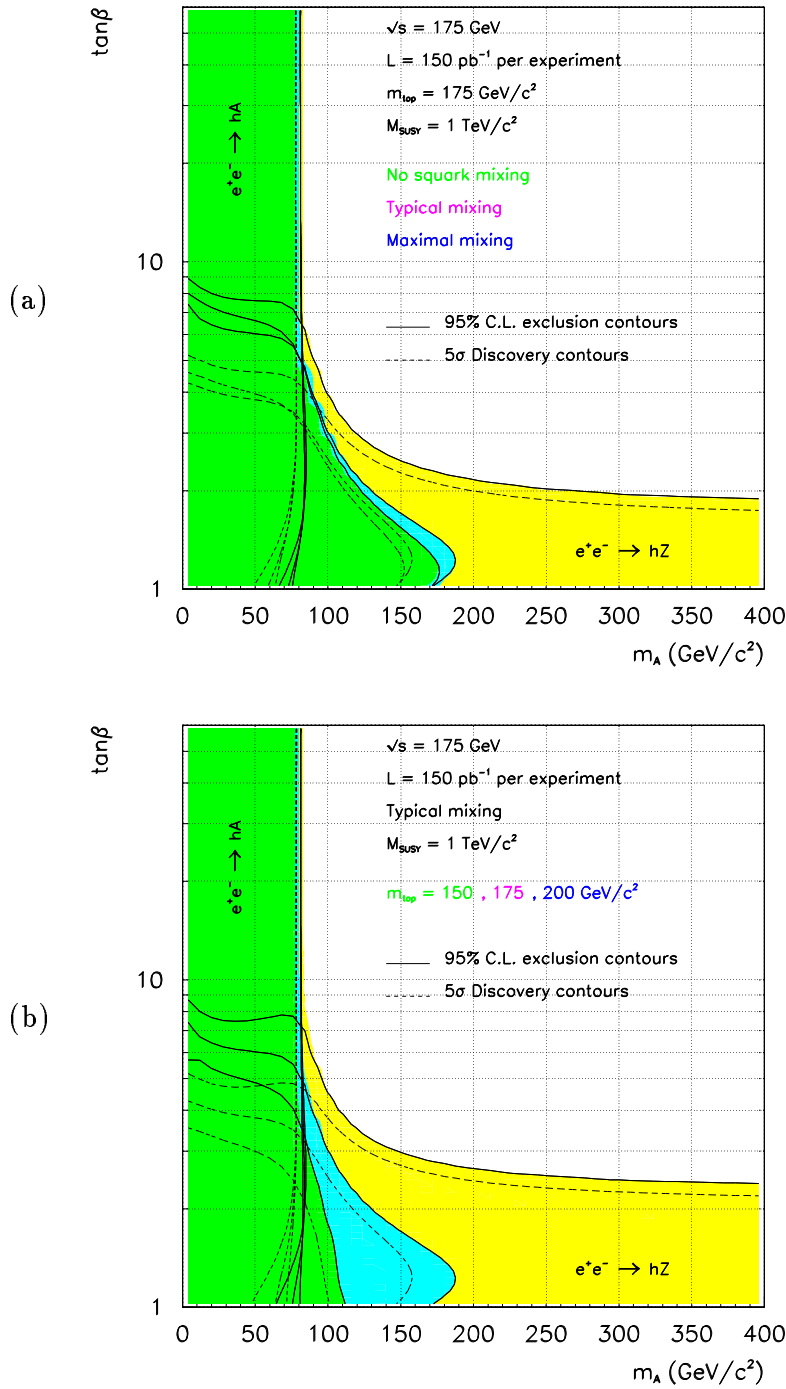 tanβ
√s = 175 GeV
L = 150 pb⁻¹ per experiment
m_top = 175 GeV/c²
M_SUSY = 1 TeV/c²
e⁺e⁻ → hA
No squark mixing
Typical mixing
Maximal mixing
10
(a)
95% C.L. exclusion contours
5σ Discovery contours
e⁺e⁻ → hZ
1
0 50 100 150 200 250 300 350 400
m_A (GeV/c²)
tanβ
√s = 175 GeV
L = 150 pb⁻¹ per experiment
Typical mixing
M_SUSY = 1 TeV/c²
e⁺e⁻ → hA
m_top = 150 , 175 , 200 GeV/c²
95% C.L. exclusion contours
10
5σ Discovery contours
(b)
e⁺e⁻ → hZ
1
0 50 100 150 200 250 300 350 400
m_A (GeV/c²)